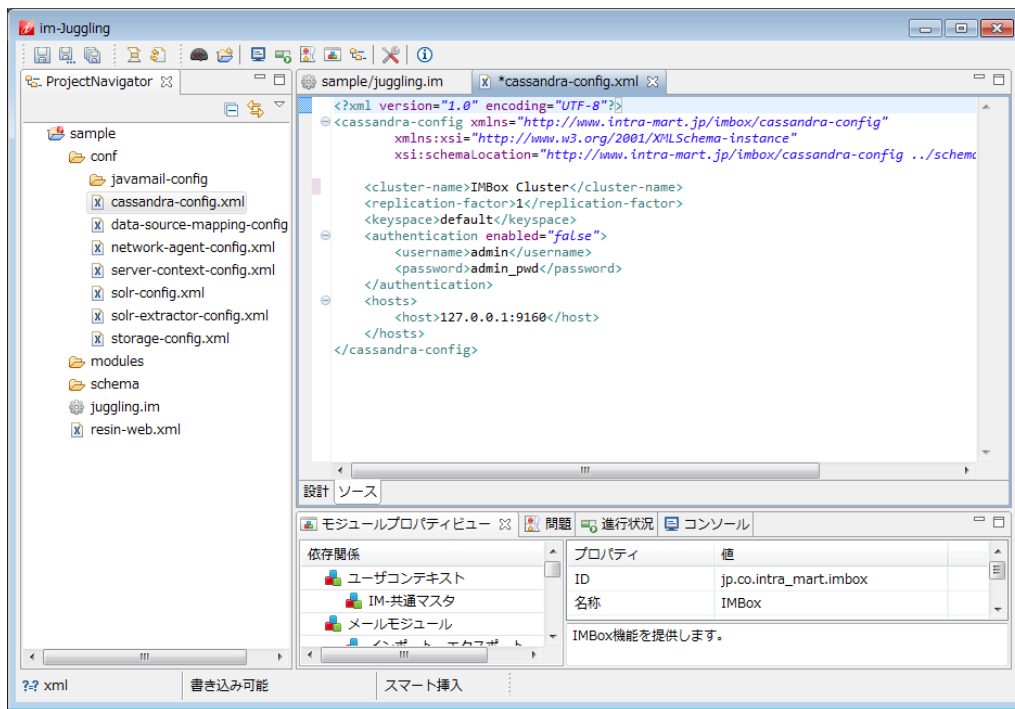 im-Juggling
ProjectNavigator
sample
conf
javamail-config
cassandra-config.xml
data-source-mapping-config
network-agent-config.xml
server-context-config.xml
solr-config.xml
solr-extractor-config.xml
storage-config.xml
modules
schema
juggling.im
resin-web.xml
sample/juggling.im *cassandra-config.xml
<?xml version="1.0" encoding="UTF-8"?>
<cassandra-config xmlns="http://www.intra-mart.jp/imbox/cassandra-config"
xmlns:xsi="http://www.w3.org/2001/XMLSchema-instance"
xsi:schemaLocation="http://www.intra-mart.jp/imbox/cassandra-config ../schema
<cluster-name>IMBox Cluster</cluster-name>
<replication-factor>1</replication-factor>
<keyspace>default</keyspace>
<authentication enabled="false">
<username>admin</username>
<password>admin_pwd</password>
</authentication>
<hosts>
<host>127.0.0.1:9160</host>
</hosts>
</cassandra-config>
設計 ソース
モジュールプロパティビュー 問題 進行状況 コンソール
依存関係
ユーザコンテキスト
IM-共通マスタ
メールモジュール
プロパティ 値
ID jp.co.intra_mart.imbox
名称 IMBox
IMBox機能を提供します。
xml 書き込み可能 スマート挿入